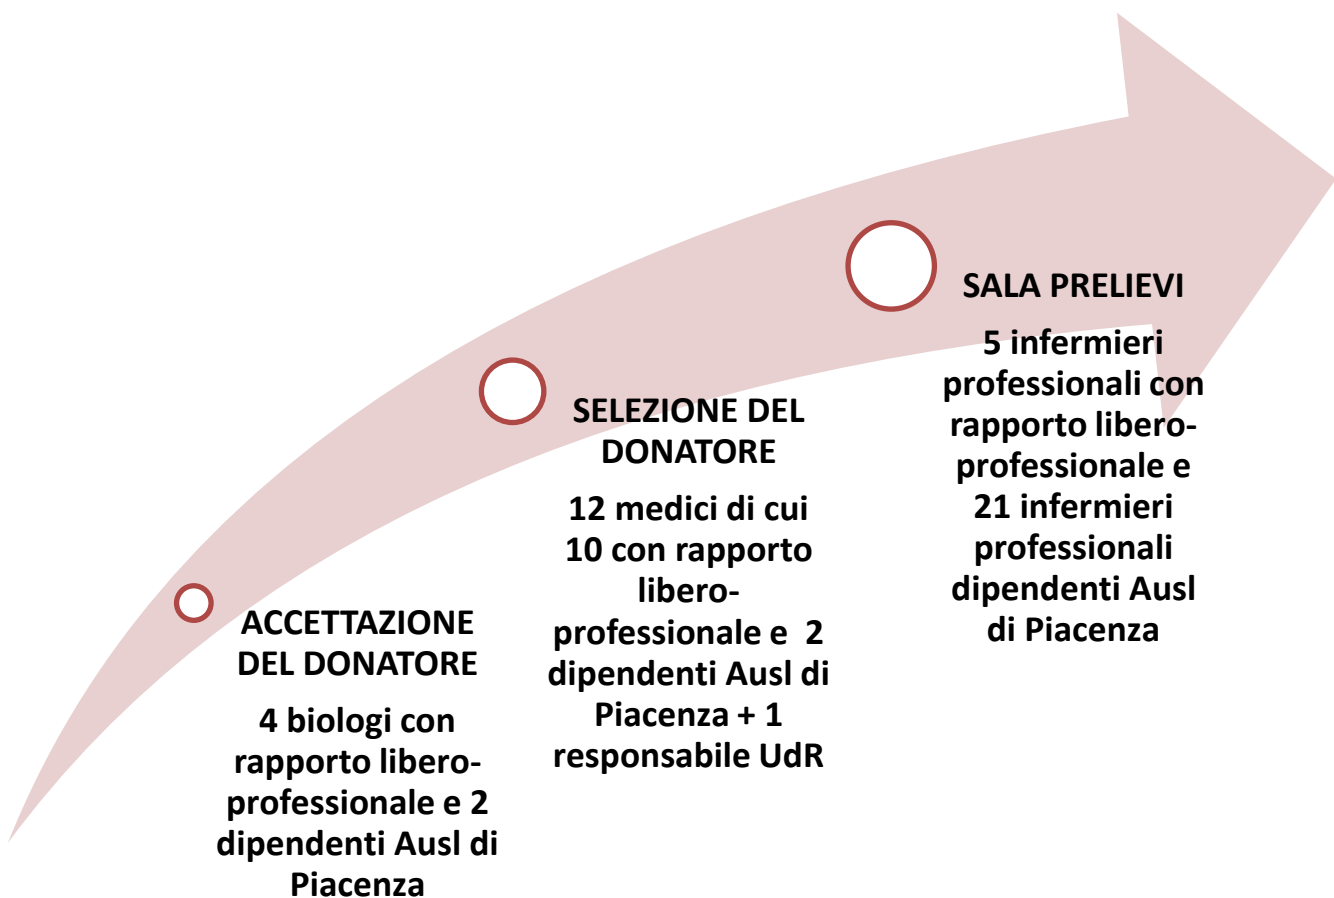 ACCETTAZIONE
DEL DONATORE
4 biologi con
rapporto libero-
professionale e 2
dipendenti Ausl di
Piacenza
SELEZIONE DEL
DONATORE
12 medici di cui
10 con rapporto
libero-
professionale e  2
dipendenti Ausl di
Piacenza + 1
responsabile UdR
SALA PRELIEVI
5 infermieri
professionali con
rapporto libero-
professionale e
21 infermieri
professionali
dipendenti Ausl
di Piacenza